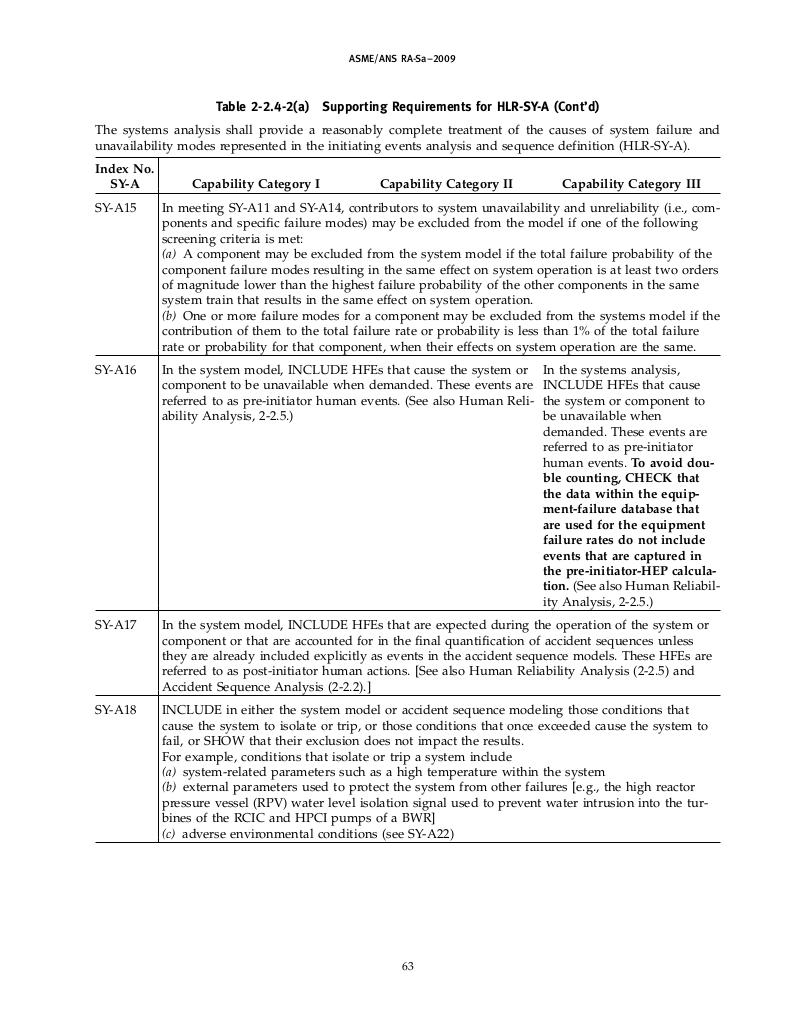 ASME/ANS RA-Sa–2009
Table 2-2.4-2(a) Supporting Requirements for HLR-SY-A (Cont'd)
The systems analysis shall provide a reasonably complete treatment of the causes of system failure and
unavailability modes represented in the initiating events analysis and sequence definition (HLR-SY-A).
Index No.
SY-A Capability Category I Capability Category II Capability Category III
SY-A15 In meeting SY-A11 and SY-A14, contributors to system unavailability and unreliability (i.e., com-
ponents and specific failure modes) may be excluded from the model if one of the following
screening criteria is met:
(a) A component may be excluded from the system model if the total failure probability of the
component failure modes resulting in the same effect on system operation is at least two orders
of magnitude lower than the highest failure probability of the other components in the same
system train that results in the same effect on system operation.
(b) One or more failure modes for a component may be excluded from the systems model if the
contribution of them to the total failure rate or probability is less than 1% of the total failure
rate or probability for that component, when their effects on system operation are the same.
SY-A16 In the system model, INCLUDE HFEs that cause the system or
component to be unavailable when demanded. These events are
referred to as pre-initiator human events. (See also Human Reli-
ability Analysis, 2-2.5.)
In the systems analysis,
INCLUDE HFEs that cause
the system or component to
be unavailable when
demanded. These events are
referred to as pre-initiator
human events. To avoid dou-
ble counting, CHECK that
the data within the equip-
ment-failure database that
are used for the equipment
failure rates do not include
events that are captured in
the pre-initiator-HEP calcula-
tion. (See also Human Reliabil-
ity Analysis, 2-2.5.)
SY-A17 In the system model, INCLUDE HFEs that are expected during the operation of the system or
component or that are accounted for in the final quantification of accident sequences unless
they are already included explicitly as events in the accident sequence models. These HFEs are
referred to as post-initiator human actions. [See also Human Reliability Analysis (2-2.5) and
Accident Sequence Analysis (2-2.2).]
SY-A18 INCLUDE in either the system model or accident sequence modeling those conditions that
cause the system to isolate or trip, or those conditions that once exceeded cause the system to
fail, or SHOW that their exclusion does not impact the results.
For example, conditions that isolate or trip a system include
(a) system-related parameters such as a high temperature within the system
(b) external parameters used to protect the system from other failures [e.g., the high reactor
pressure vessel (RPV) water level isolation signal used to prevent water intrusion into the tur-
bines of the RCIC and HPCI pumps of a BWR]
(c) adverse environmental conditions (see SY-A22)
63